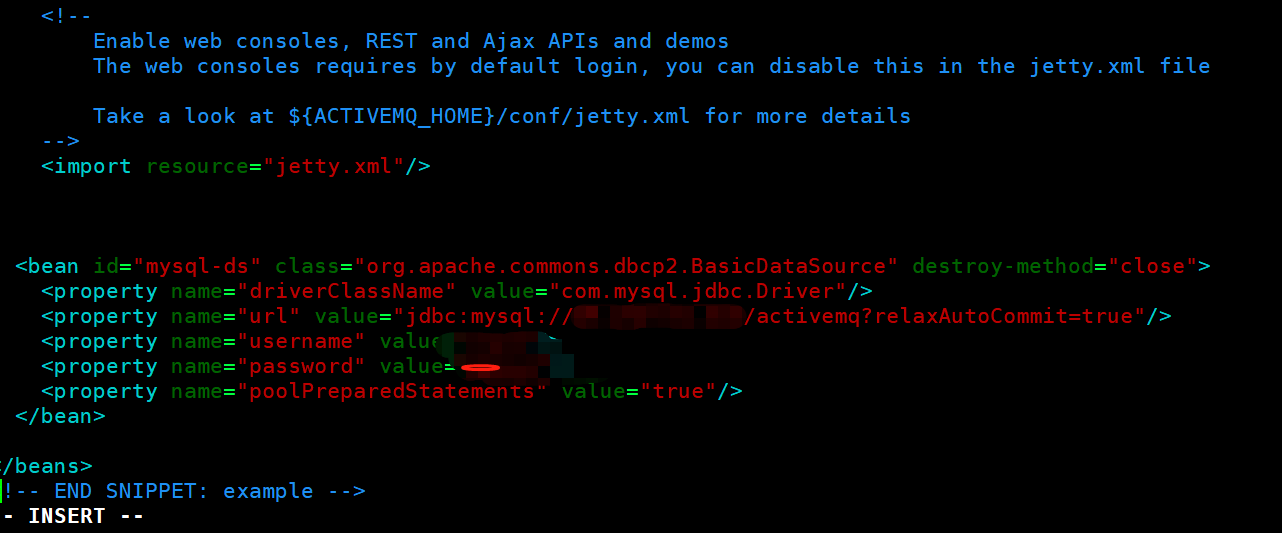 <!--
Enable web consoles, REST and Ajax APIs and demos
The web consoles requires by default login, you can disable this in the jetty.xml file
Take a look at ${ACTIVEMQ_HOME}/conf/jetty.xml for more details
-->
<import resource="jetty.xml"/>
<bean id="mysql-ds" class="org.apache.commons.dbcp2.BasicDataSource" destroy-method="close">
<property name="driverClassName" value="com.mysql.jdbc.Driver"/>
<property name="url" value="jdbc:mysql:///activemq?relaxAutoCommit=true"/>
<property name="username" value
<property name="password" value=
<property name="poolPreparedStatements" value="true"/>
</bean>
</beans>
!-- END SNIPPET: example -->
- INSERT --